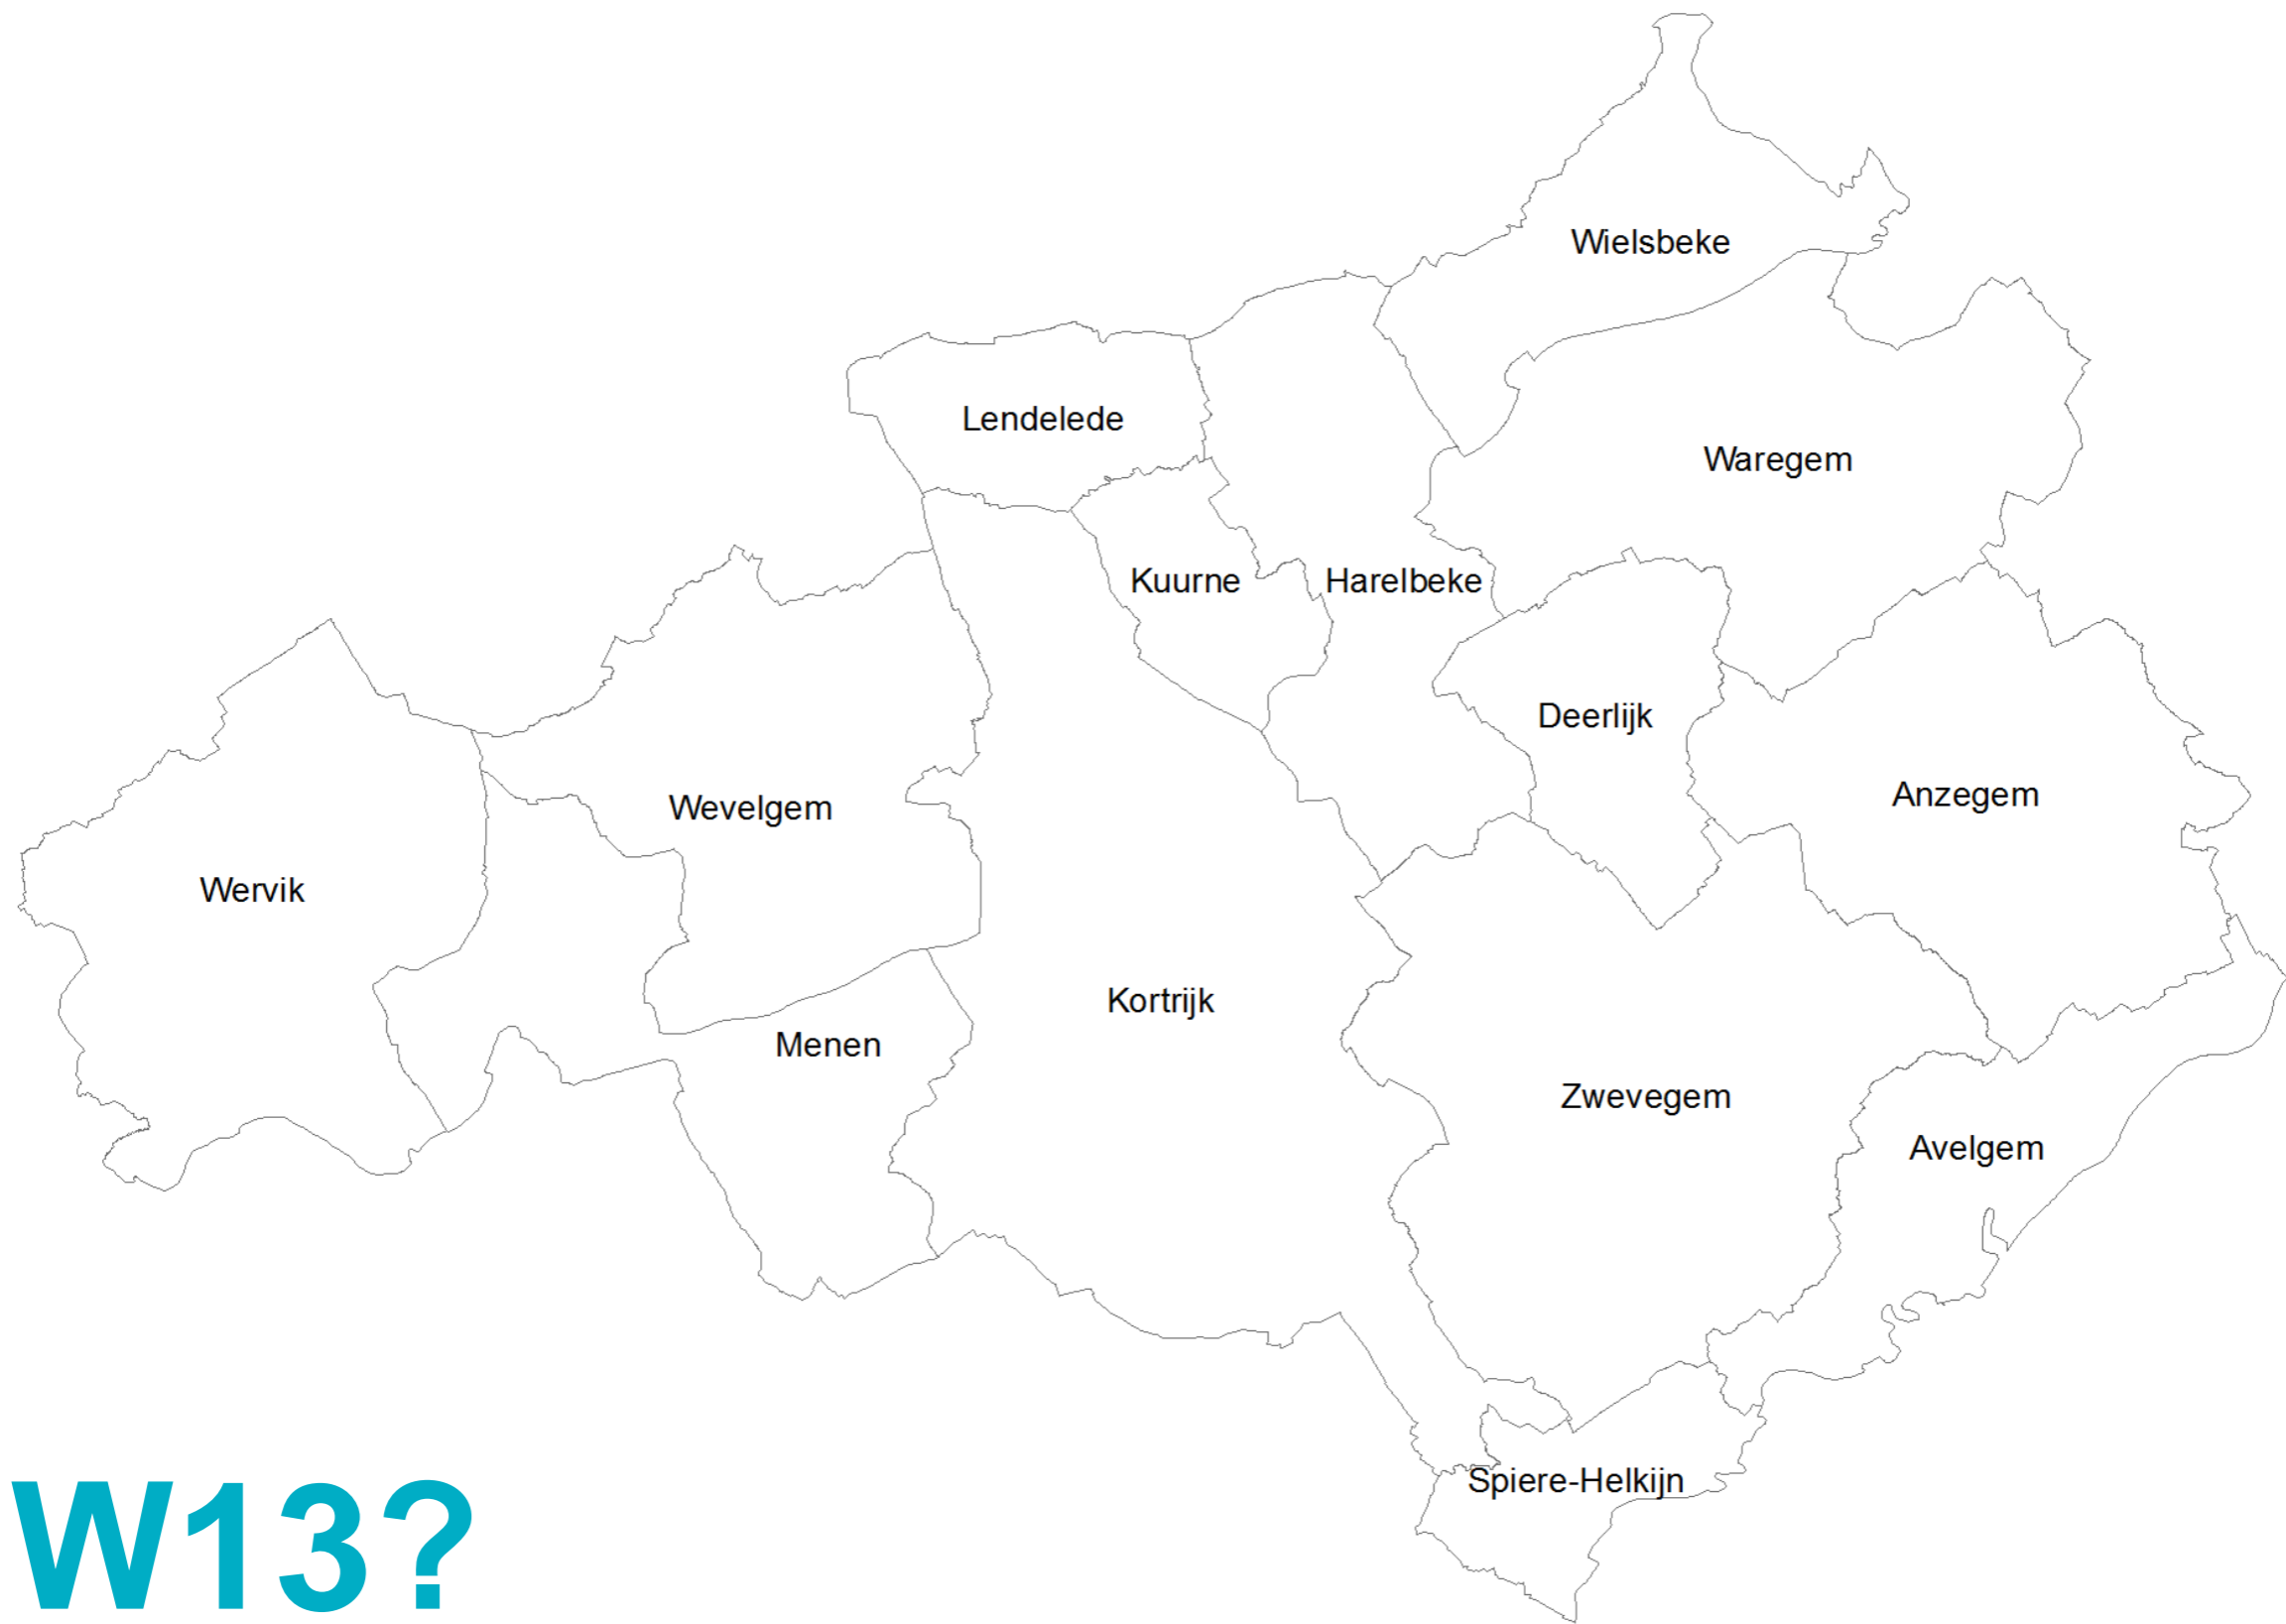 Wielsbeke
Lendelede
Waregem
Kuurne
Harelbeke
Deerlijk
Anzegem
Wevelgem
Wervik
Kortrijk
Menen
Zwevegem
Avelgem
Spiere-Helkijn
W13?